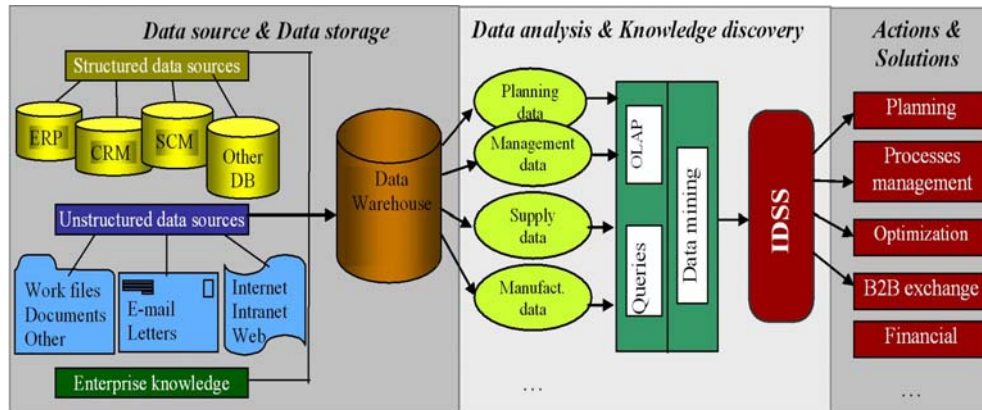 Data source & Data storage
Structured data sources
ERP
CRM
SCM
Other
DB
Unstructured data sources
Work files
Documents
Other
E-mail
Letters
Internet
Intranet
Web
Enterprise knowledge
Data
Warehouse
Data analysis & Knowledge discovery
Planning
data
Management
data
Supply
data
Manufact.
data
OLAP
Queries
Data mining
...
IDSS
Actions &
Solutions
Planning
Processes
management
Optimization
B2B exchange
Financial
...